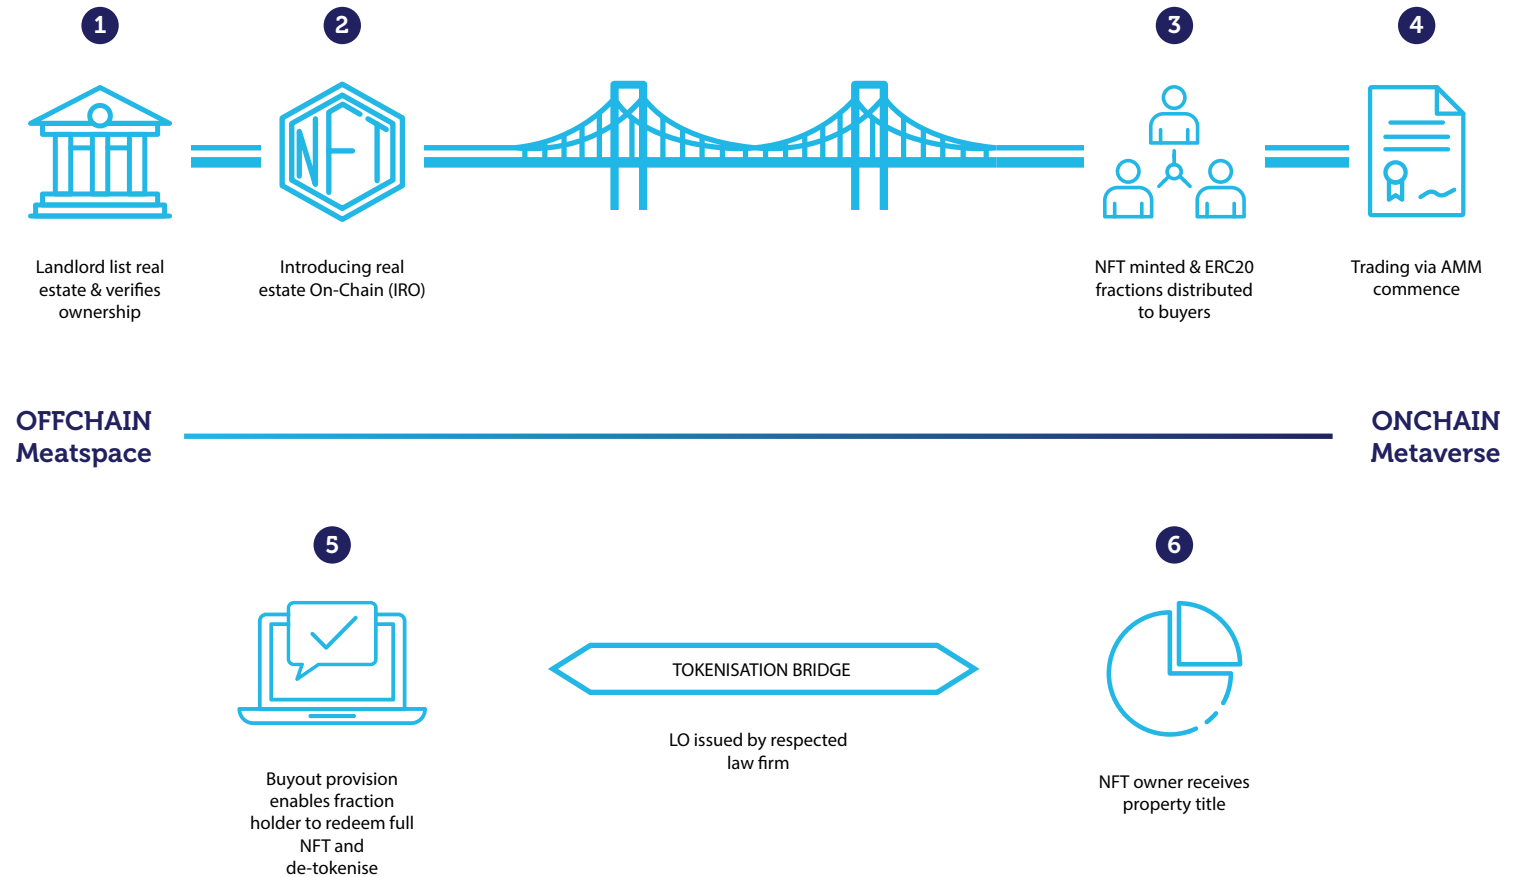 1
2
3
4
NFT
Landlord list real
estate & verifies
ownership
Introducing real
estate On-Chain (IRO)
NFT minted & ERC20
fractions distributed
to buyers
Trading via AMM
commence
OFFCHAIN
Meatspace
ONCHAIN
Metaverse
5
6
TOKENISATION BRIDGE
LO issued by respected
law firm
Buyout provision
enables fraction
holder to redeem full
NFT and
de-tokenise
NFT owner receives
property title